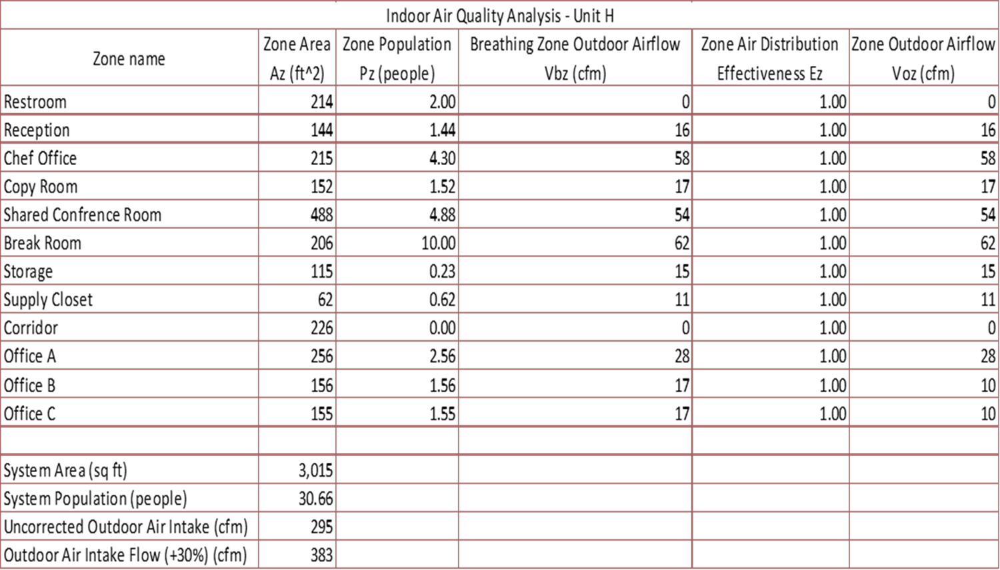 Indoor Air Quality Analysis - Unit H
Zone name
Zone Area
Az (ft^2)
Zone Population
Pz (people)
Breathing Zone Outdoor Airflow
Vbz (cfm)
Zone Air Distribution
Effectiveness Ez
Zone Outdoor Airflow
Voz (cfm)
Restroom 214 2.00 0 1.00 0
Reception 144 1.44 16 1.00 16
Chef Office 215 4.30 58 1.00 58
Copy Room 152 1.52 17 1.00 17
Shared Confrence Room 488 4.88 54 1.00 54
Break Room 206 10.00 62 1.00 62
Storage 115 0.23 15 1.00 15
Supply Closet 62 0.62 11 1.00 11
Corridor 226 0.00 0 1.00 0
Office A 256 2.56 28 1.00 28
Office B 156 1.56 17 1.00 10
Office C 155 1.55 17 1.00 10
System Area (sq ft) 3,015
System Population (people) 30.66
Uncorrected Outdoor Air Intake (cfm) 295
Outdoor Air Intake Flow (+30%) (cfm) 383